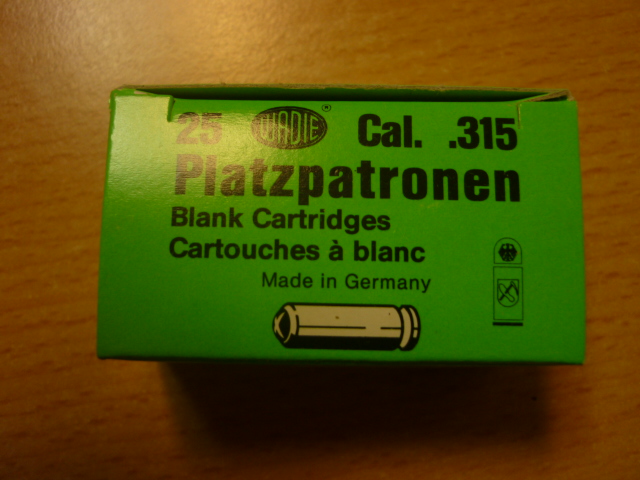 25 WADIE ® Cal. .315
Platzpatronen
Blank Cartridges
Cartouches à blanc
Made in Germany